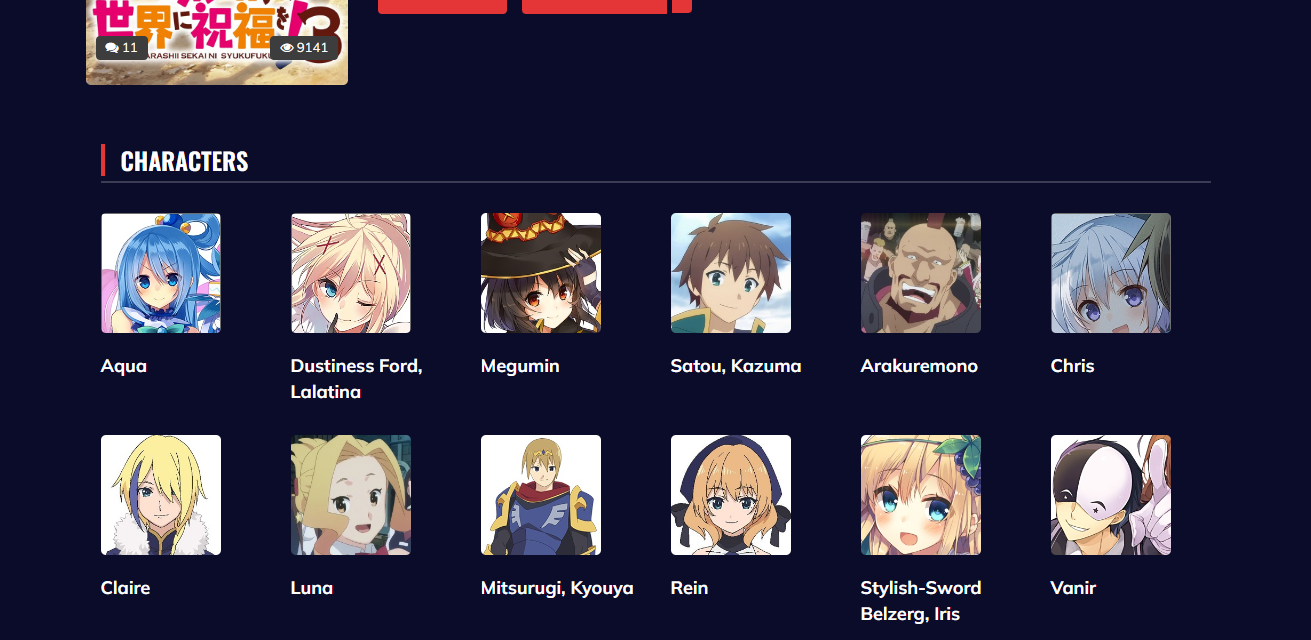 世界に祝福を!3
11
ARASHII SEKAI NI SYUKUFUKU
9141
CHARACTERS
Aqua
Dustiness Ford,
Lalatina
Megumin
Satou, Kazuma
Arakuremono
Chris
Claire
Luna
Mitsurugi, Kyouya
Rein
Stylish-Sword
Belzerg, Iris
Vanir